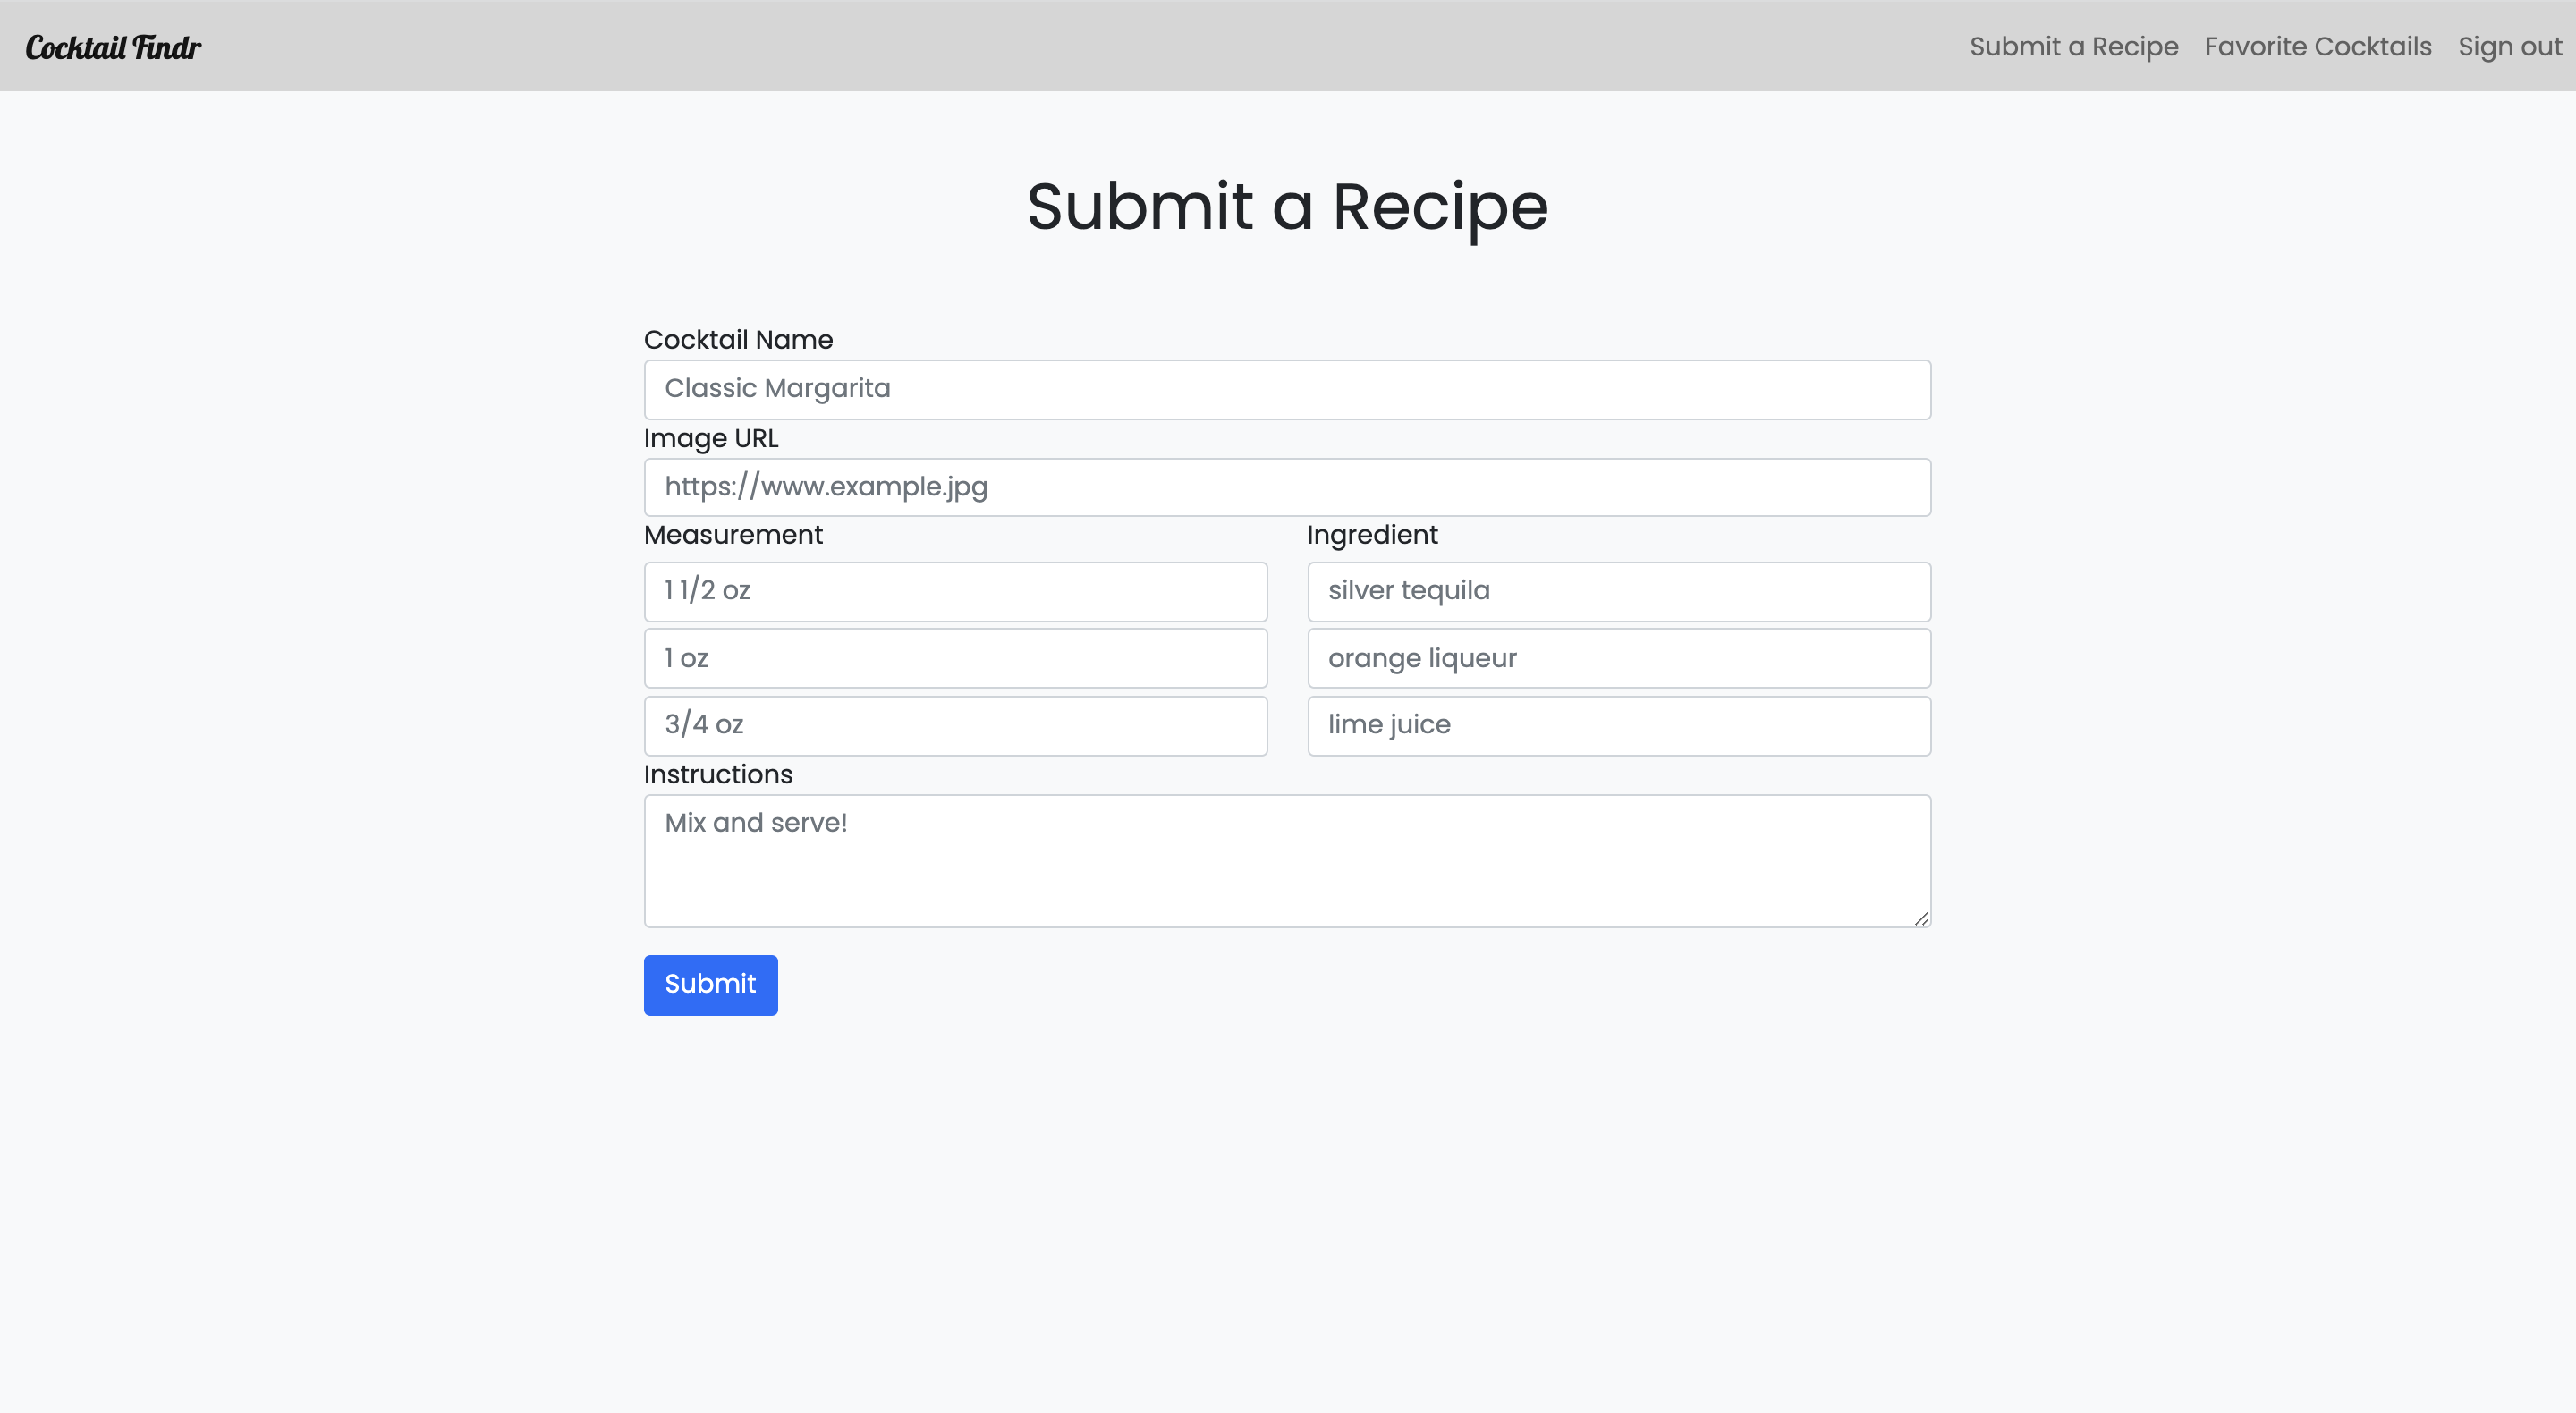 Cocktail Findr
Submit a Recipe Favorite Cocktails Sign out
Submit a Recipe
Cocktail Name
Classic Margarita
Image URL
https://www.example.jpg
Measurement Ingredient
1 1/2 oz silver tequila
1 oz orange liqueur
3/4 oz lime juice
Instructions
Mix and serve!
Submit